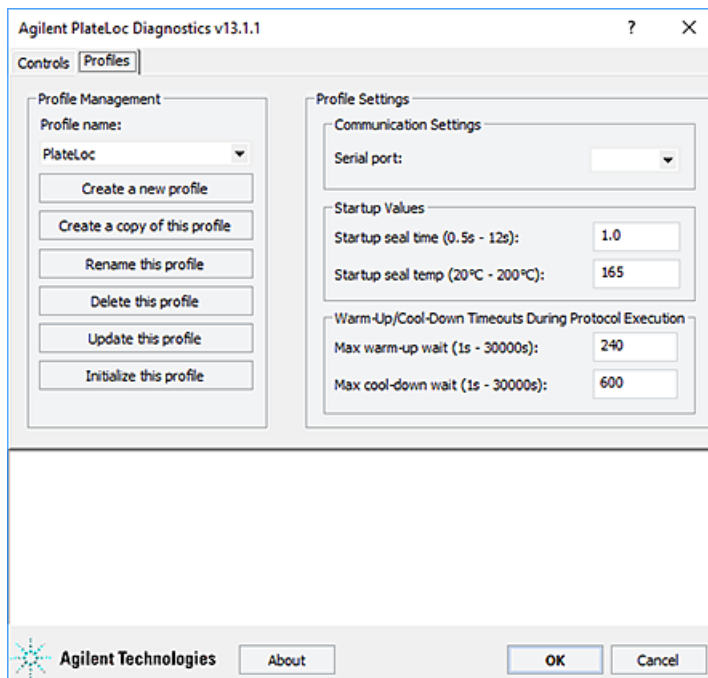 Agilent PlateLoc Diagnostics v13.1.1
Controls
Profiles
Profile Management
Profile name:
PlateLoc
Create a new profile
Create a copy of this profile
Rename this profile
Delete this profile
Update this profile
Initialize this profile
Profile Settings
Communication Settings
Serial port:
Startup Values
Startup seal time (0.5s - 12s): 1.0
Startup seal temp (20°C - 200°C): 165
Warm-Up/Cool-Down Timeouts During Protocol Execution
Max warm-up wait (1s - 30000s): 240
Max cool-down wait (1s - 30000s): 600
Agilent Technologies
About
OK
Cancel